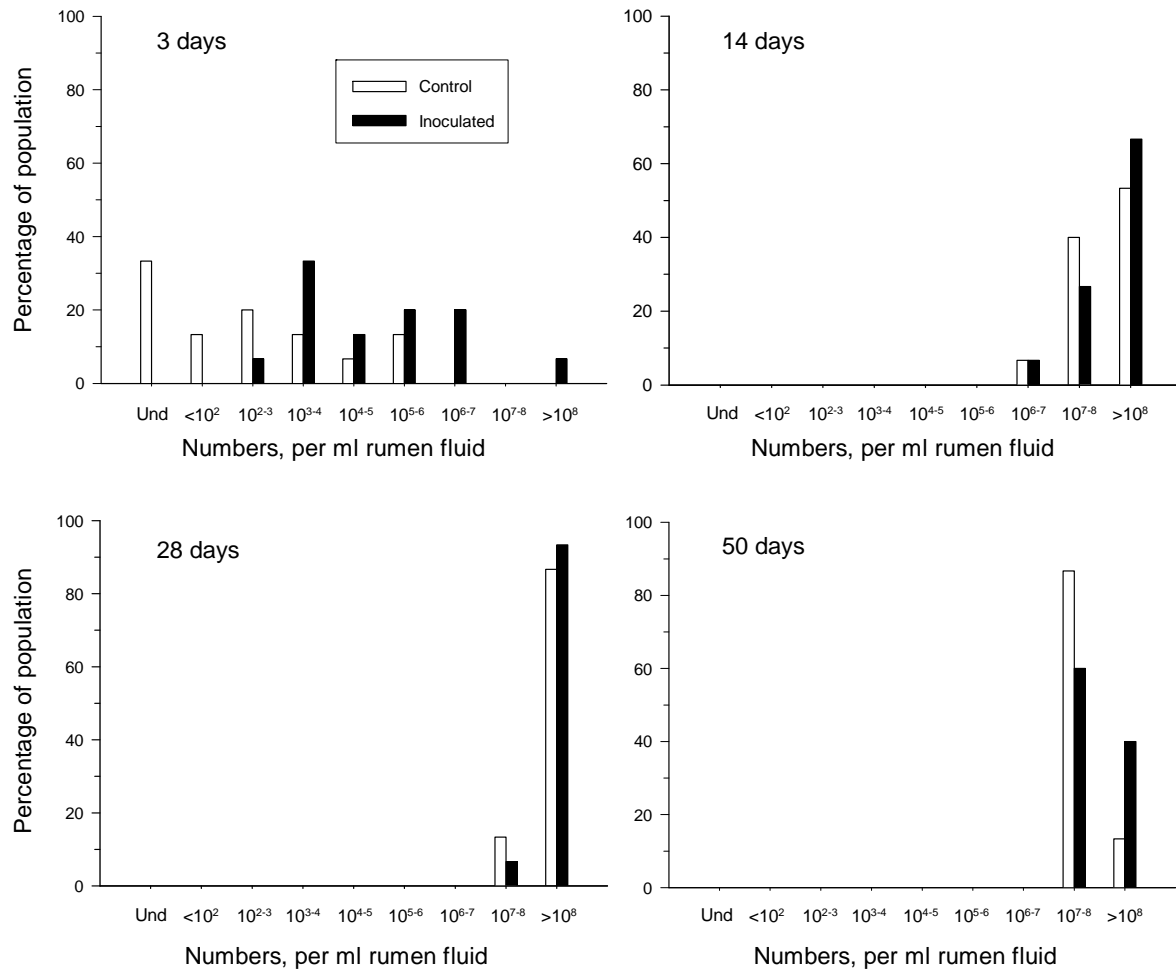 3 days
Control
Inoculated
Percentage of population
100
80
60
40
20
0
Und <10² 10²⁻³ 10³⁻⁴ 10⁴⁻⁵ 10⁵⁻⁶ 10⁶⁻⁷ 10⁷⁻⁸ >10⁸
Numbers, per ml rumen fluid
14 days
100
80
60
40
20
0
Und <10² 10²⁻³ 10³⁻⁴ 10⁴⁻⁵ 10⁵⁻⁶ 10⁶⁻⁷ 10⁷⁻⁸ >10⁸
Numbers, per ml rumen fluid
28 days
Percentage of population
100
80
60
40
20
0
Und <10² 10²⁻³ 10³⁻⁴ 10⁴⁻⁵ 10⁵⁻⁶ 10⁶⁻⁷ 10⁷⁻⁸ >10⁸
Numbers, per ml rumen fluid
50 days
100
80
60
40
20
0
Und <10² 10²⁻³ 10³⁻⁴ 10⁴⁻⁵ 10⁵⁻⁶ 10⁶⁻⁷ 10⁷⁻⁸ >10⁸
Numbers, per ml rumen fluid